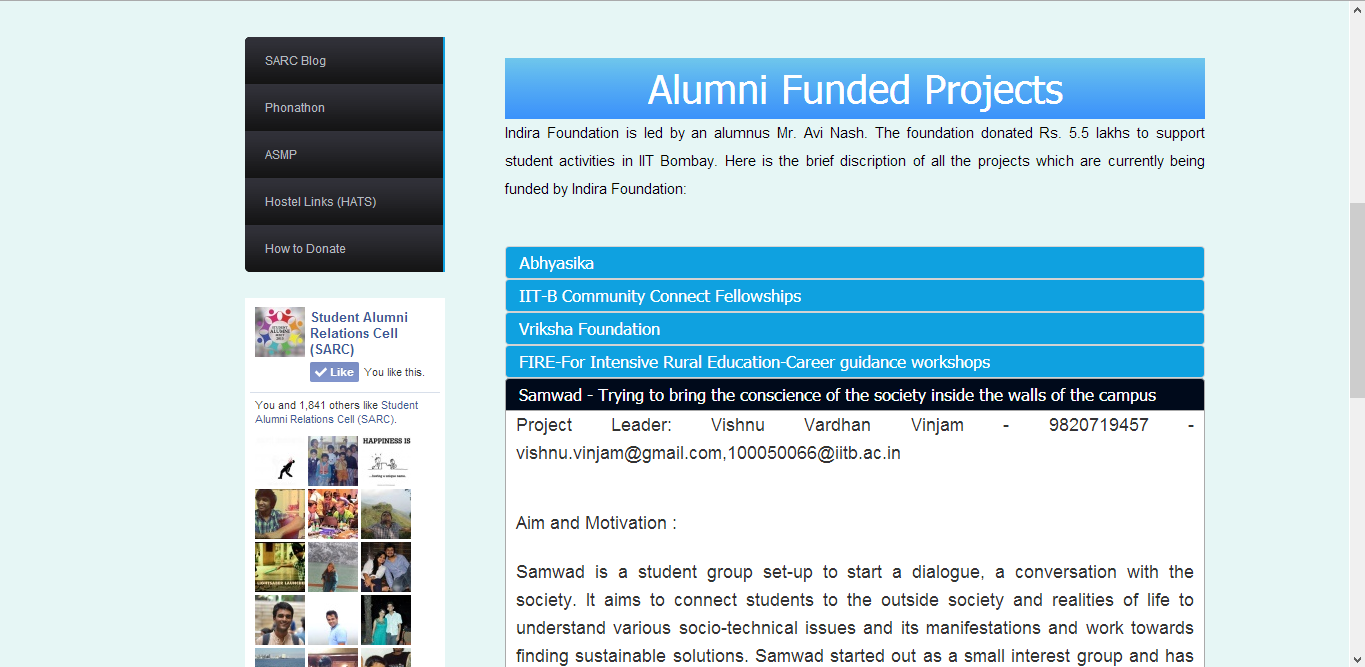 SARC Blog
Phonathon
ASMP
Hostel Links (HATS)
How to Donate
Student Alumni
Relations Cell
(SARC)
Like You like this.
You and 1,841 others like Student
Alumni Relations Cell (SARC).
HAPPINESS IS
Alumni Funded Projects
Indira Foundation is led by an alumnus Mr. Avi Nash. The foundation donated Rs. 5.5 lakhs to support
student activities in IIT Bombay. Here is the brief discription of all the projects which are currently being
funded by Indira Foundation:
Abhyasika
IIT-B Community Connect Fellowships
Vriksha Foundation
FIRE-For Intensive Rural Education-Career guidance workshops
Samwad - Trying to bring the conscience of the society inside the walls of the campus
Project Leader: Vishnu Vardhan Vinjam - 9820719457 -
vishnu.vinjam@gmail.com,100050066@iitb.ac.in
Aim and Motivation :
Samwad is a student group set-up to start a dialogue, a conversation with the
society. It aims to connect students to the outside society and realities of life to
understand various socio-technical issues and its manifestations and work towards
finding sustainable solutions. Samwad started out as a small interest group and has